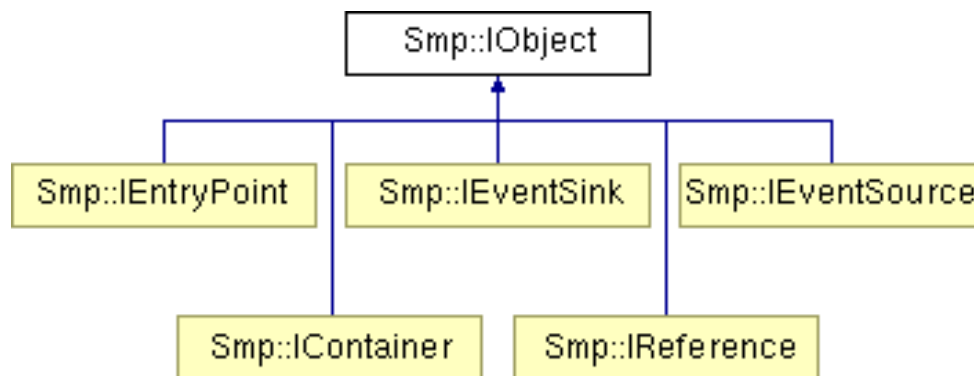 Smp::IObject
Smp::IEntryPoint
Smp::IEventSink
Smp::IEventSource
Smp::IContainer
Smp::IReference